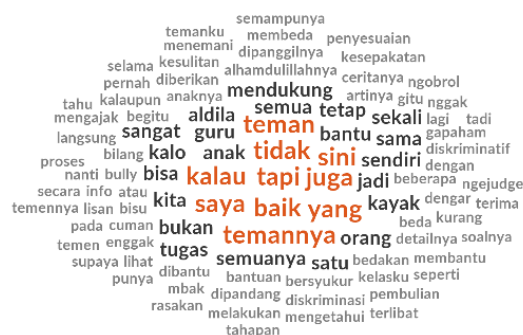 semampunya
temanku membeda penyesuaian
menemani dipanggilnya kesepakatan
selama kesulitan alhamdulillahnya
pernah diberikan mendukung ceritanya ngobrol
tahu kalaupun anaknya semua tetap artinya gitu nggak
mengajak begitu aldila teman sekali lagi tadi
langsung sangat guru bantu sama gapaham
bilang kalo anak tidak sini sendiri diskriminatif
proses dengan
nanti bully bisa kalau tapi juga jadi beberapa ngejudge
secara info atau kita saya baik yang kayak dengar terima
temennya lisan bisu beda kurang
pada cuman bukan temannya orang detailnya soalnya
temen enggak tugas semuanya satu bedakan membantu
supaya lihat dibantu bantuan bersyukur kelasku seperti
punya mbak dipandang diskriminasi pembulian
rasakan melakukan mengetahui terlibat
tahapan